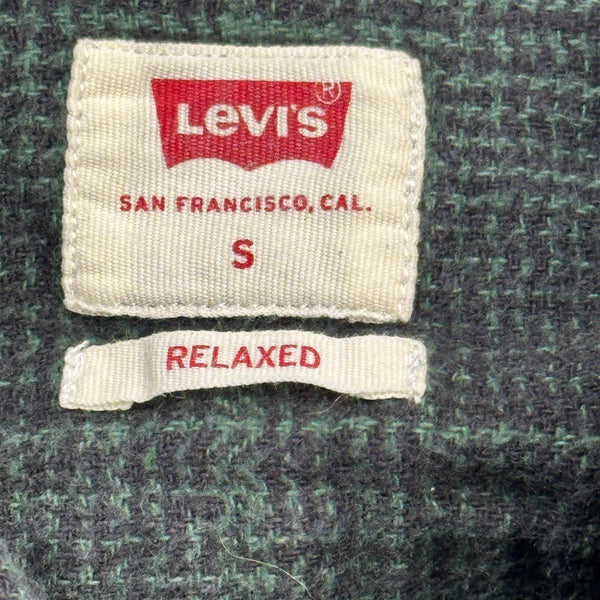 Levi's ®
SAN FRANCISCO, CAL.
S
RELAXED